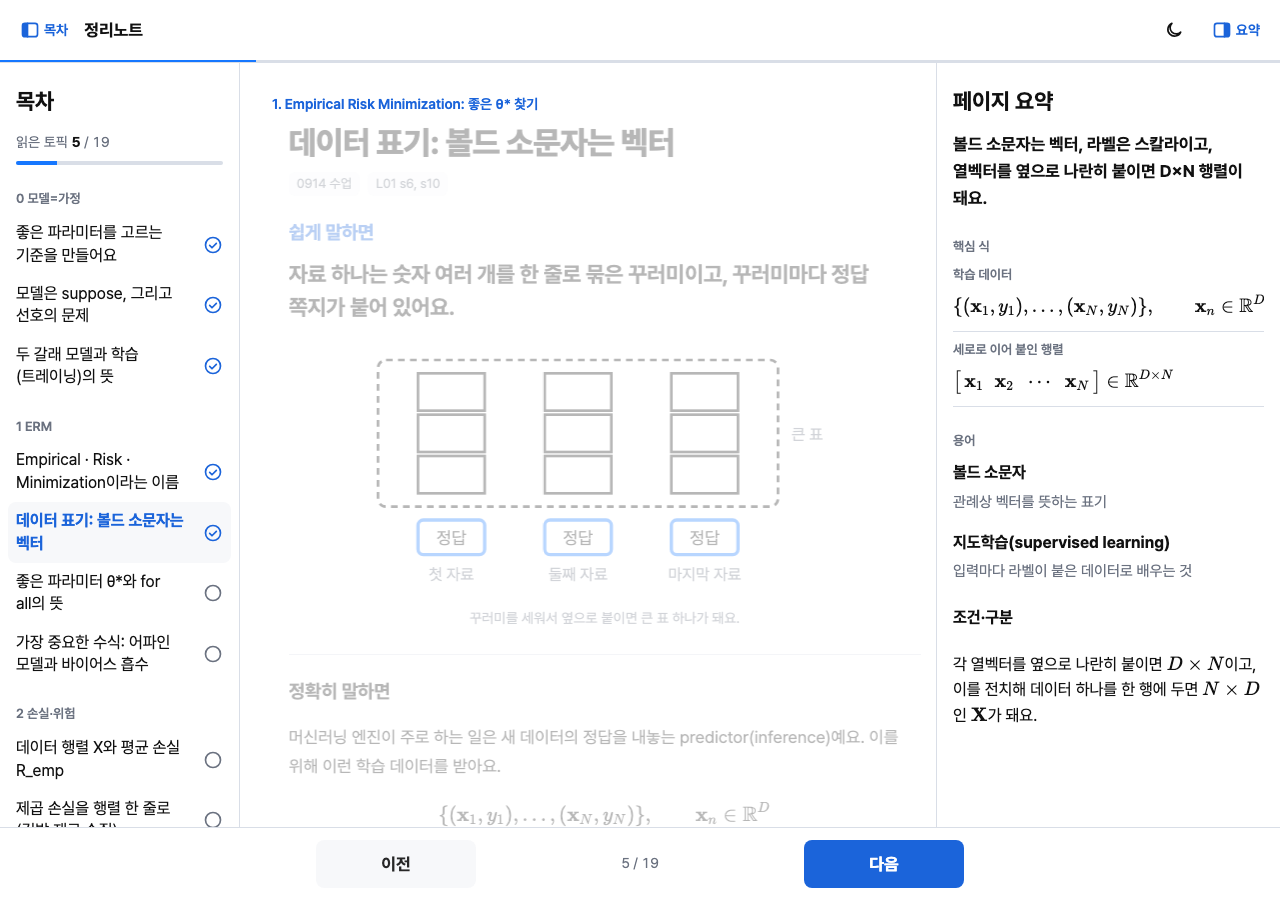 목차 정리노트 요약
목차
읽은 토픽 5 / 19
0 모델=가정
좋은 파라미터를 고르는
기준을 만들어요
모델은 suppose, 그리고
선호의 문제
두 갈래 모델과 학습
(트레이닝)의 뜻
1 ERM
Empirical · Risk ·
Minimization이라는 이름
데이터 표기: 볼드 소문자는
벡터
좋은 파라미터 θ*와 for
all의 뜻
가장 중요한 수식: 어파인
모델과 바이어스 흡수
2 손실·위험
데이터 행렬 X와 평균 손실
R_emp
제곱 손실을 행렬 한 줄로
1. Empirical Risk Minimization: 좋은 θ* 찾기
데이터 표기: 볼드 소문자는 벡터
0914 수업 L01 s6, s10
쉽게 말하면
자료 하나는 숫자 여러 개를 한 줄로 묶은 꾸러미이고, 꾸러미마다 정답
쪽지가 붙어 있어요.
큰 표
정답 정답 정답
첫 자료 둘째 자료 마지막 자료
꾸러미를 세워서 옆으로 붙이면 큰 표 하나가 돼요.
정확히 말하면
머신러닝 엔진이 주로 하는 일은 새 데이터의 정답을 내놓는 predictor(inference)예요. 이를
위해 이런 학습 데이터를 받아요.
{(x₁, y₁), . . . , (x_N, y_N)}, x_n ∈ ℝ^D
페이지 요약
볼드 소문자는 벡터, 라벨은 스칼라이고,
열벡터를 옆으로 나란히 붙이면 D×N 행렬이
돼요.
핵심 식
학습 데이터
{(x₁, y₁), . . . , (x_N, y_N)}, x_n ∈ ℝ^D
세로로 이어 붙인 행렬
[x₁ x₂ ⋯ x_N] ∈ ℝ^{D×N}
용어
볼드 소문자
관례상 벡터를 뜻하는 표기
지도학습(supervised learning)
입력마다 라벨이 붙은 데이터로 배우는 것
조건·구분
각 열벡터를 옆으로 나란히 붙이면 D × N이고,
이를 전치해 데이터 하나를 한 행에 두면 N × D
인 X가 돼요.
이전 5 / 19 다음